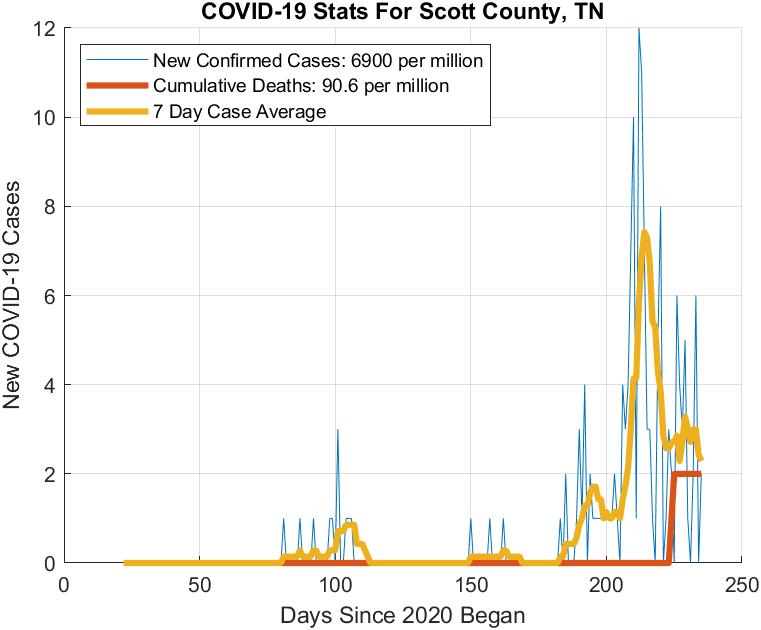 COVID-19 Stats For Scott County, TN
New Confirmed Cases: 6900 per million
Cumulative Deaths: 90.6 per million
7 Day Case Average
New COVID-19 Cases
12
10
8
6
4
2
0
0 50 100 150 200 250
Days Since 2020 Began